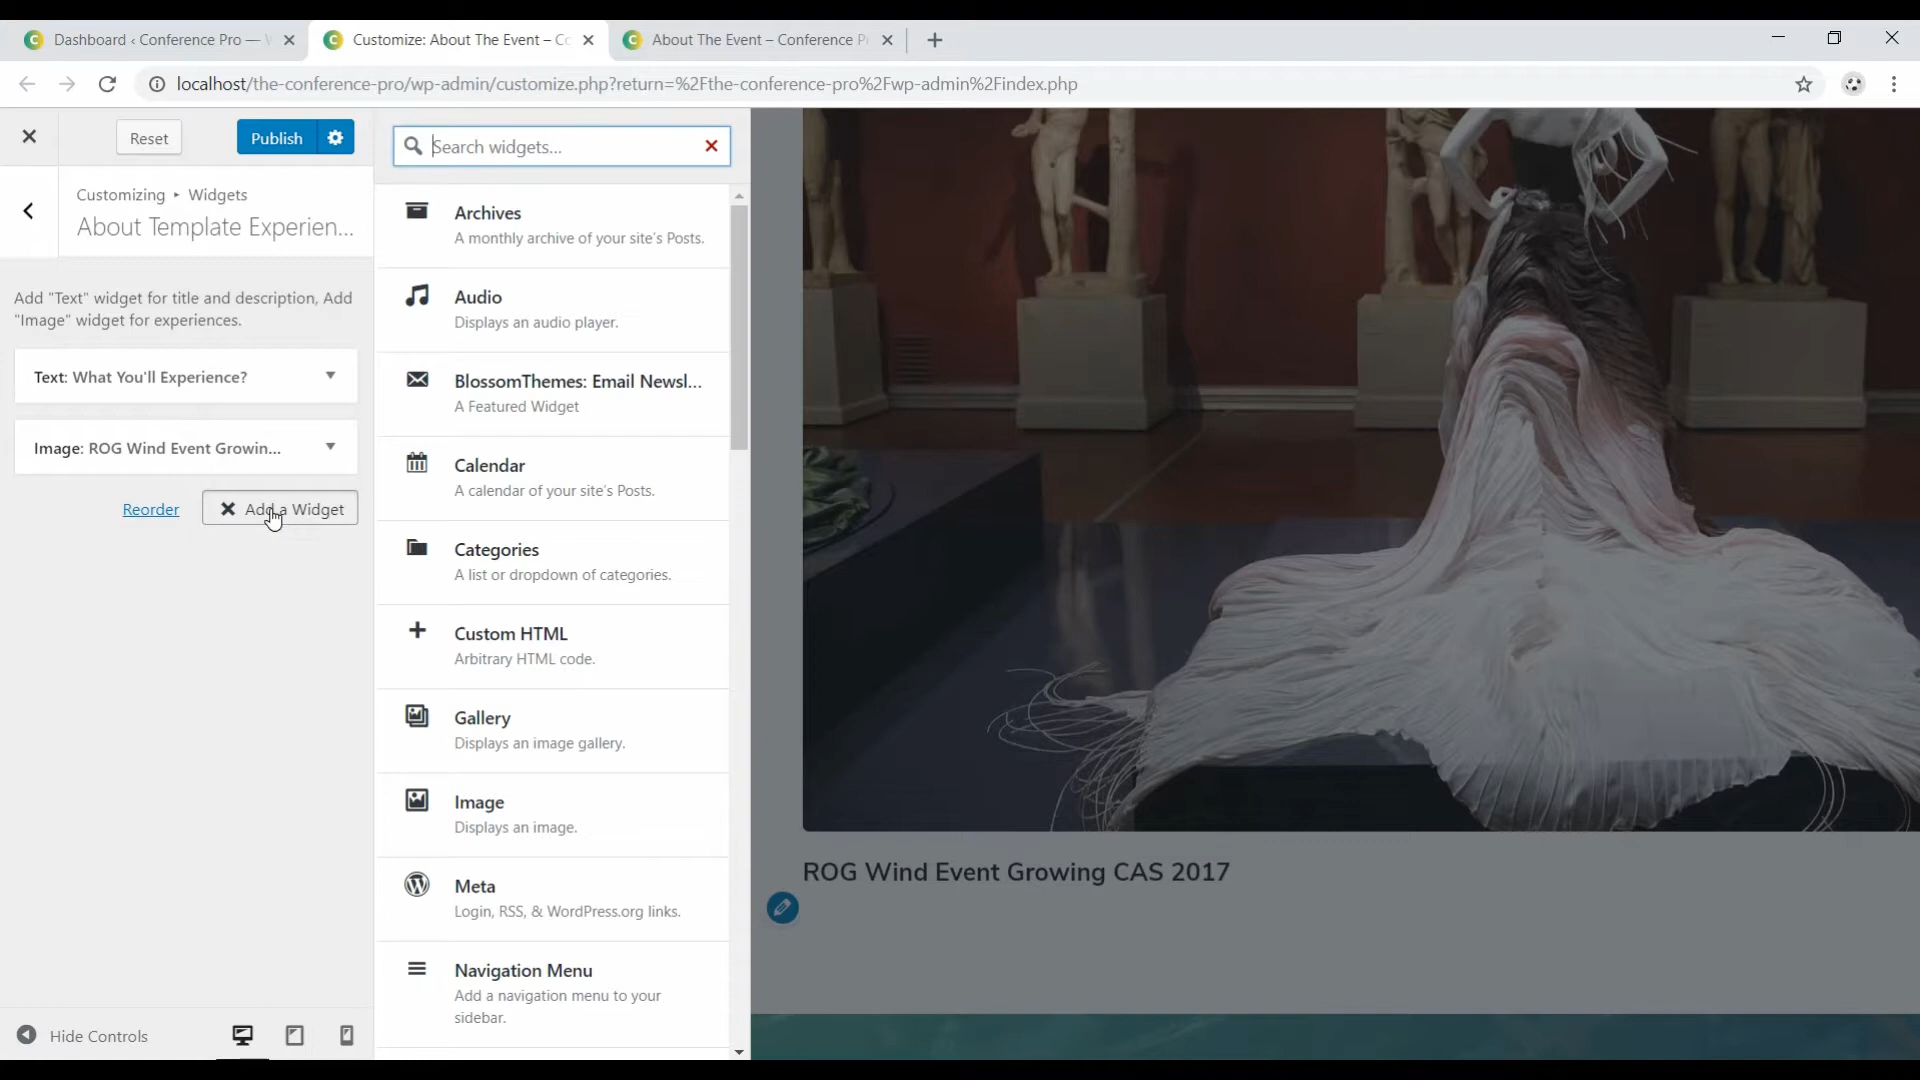 Dashboard ‹ Conference Pro —
Customize: About The Event –
About The Event – Conference
localhost/the-conference-pro/wp-admin/customize.php?return=%2Fthe-conference-pro%2Fwp-admin%2Findex.php
Reset
Publish
Customizing ▸ Widgets
About Template Experien...
Add "Text" widget for title and description, Add
"Image" widget for experiences.
Text: What You'll Experience?
Image: ROG Wind Event Growin...
Reorder
Add a Widget
Hide Controls
Search widgets...
Archives
A monthly archive of your site's Posts.
Audio
Displays an audio player.
BlossomThemes: Email Newsl...
A Featured Widget
Calendar
A calendar of your site's Posts.
Categories
A list or dropdown of categories.
Custom HTML
Arbitrary HTML code.
Gallery
Displays an image gallery.
Image
Displays an image.
Meta
Login, RSS, & WordPress.org links.
Navigation Menu
Add a navigation menu to your
sidebar.
ROG Wind Event Growing CAS 2017